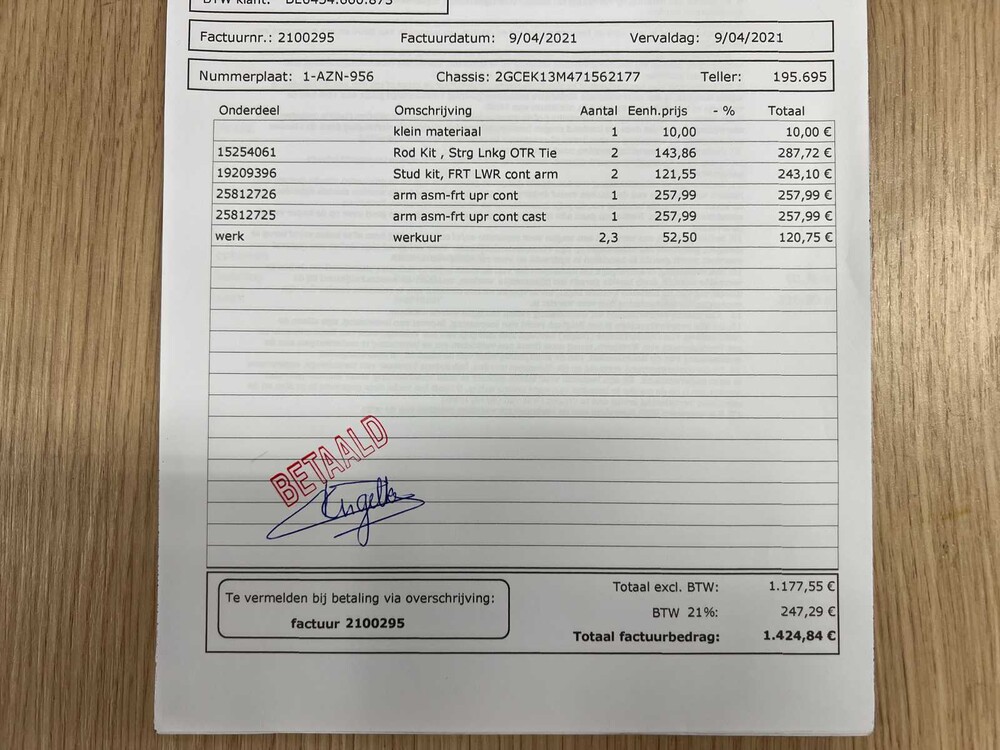 Factuurnr.: 2100295 Factuurdatum: 9/04/2021 Vervaldag: 9/04/2021
Nummerplaat: 1-AZN-956 Chassis: 2GCEK13M471562177 Teller: 195.695
Onderdeel Omschrijving Aantal Eenh.prijs - % Totaal
klein materiaal 1 10,00 10,00 €
15254061 Rod Kit , Strg Lnkg OTR Tie 2 143,86 287,72 €
19209396 Stud kit, FRT LWR cont arm 2 121,55 243,10 €
25812726 arm asm-frt upr cont 1 257,99 257,99 €
25812725 arm asm-frt upr cont cast 1 257,99 257,99 €
werk werkuur 2,3 52,50 120,75 €
BETAALD
Te vermelden bij betaling via overschrijving:
factuur 2100295
Totaal excl. BTW: 1.177,55 €
BTW 21%: 247,29 €
Totaal factuurbedrag: 1.424,84 €